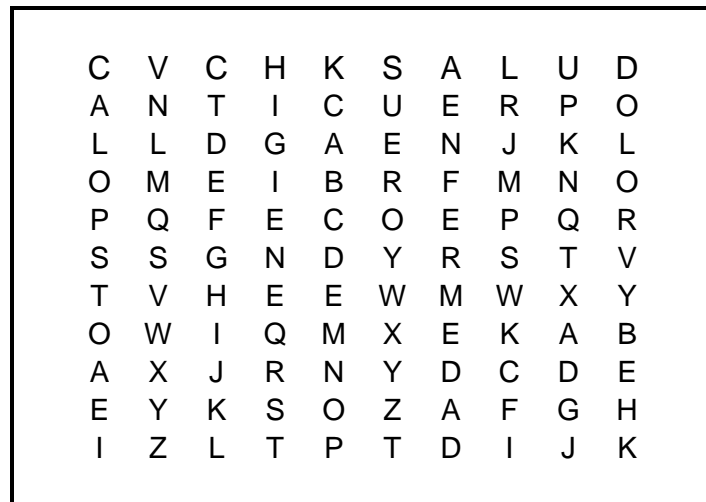 C V C H K S A L U D
A N T I C U E R P O
L L D G A E N J K L
O M E I B R F M N O
P Q F E C O E P Q R
S S G N D Y R S T V
T V H E E W M W X Y
O W I Q M X E K A B
A X J R N Y D C D E
E Y K S O Z A F G H
I Z L T P T D I J K